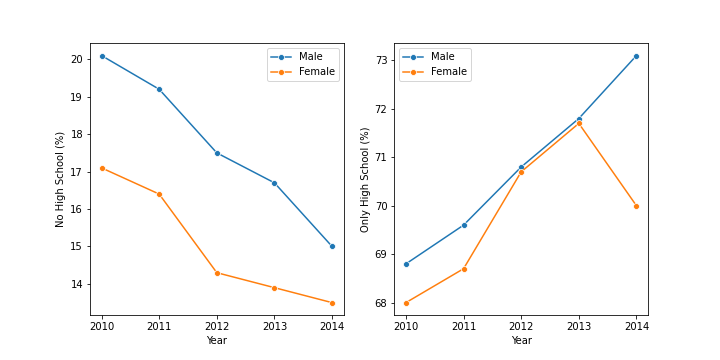 Male
Female
No High School (%)
20
19
18
17
16
15
14
2010 2011 2012 2013 2014
Year
Male
Female
Only High School (%)
73
72
71
70
69
68
2010 2011 2012 2013 2014
Year